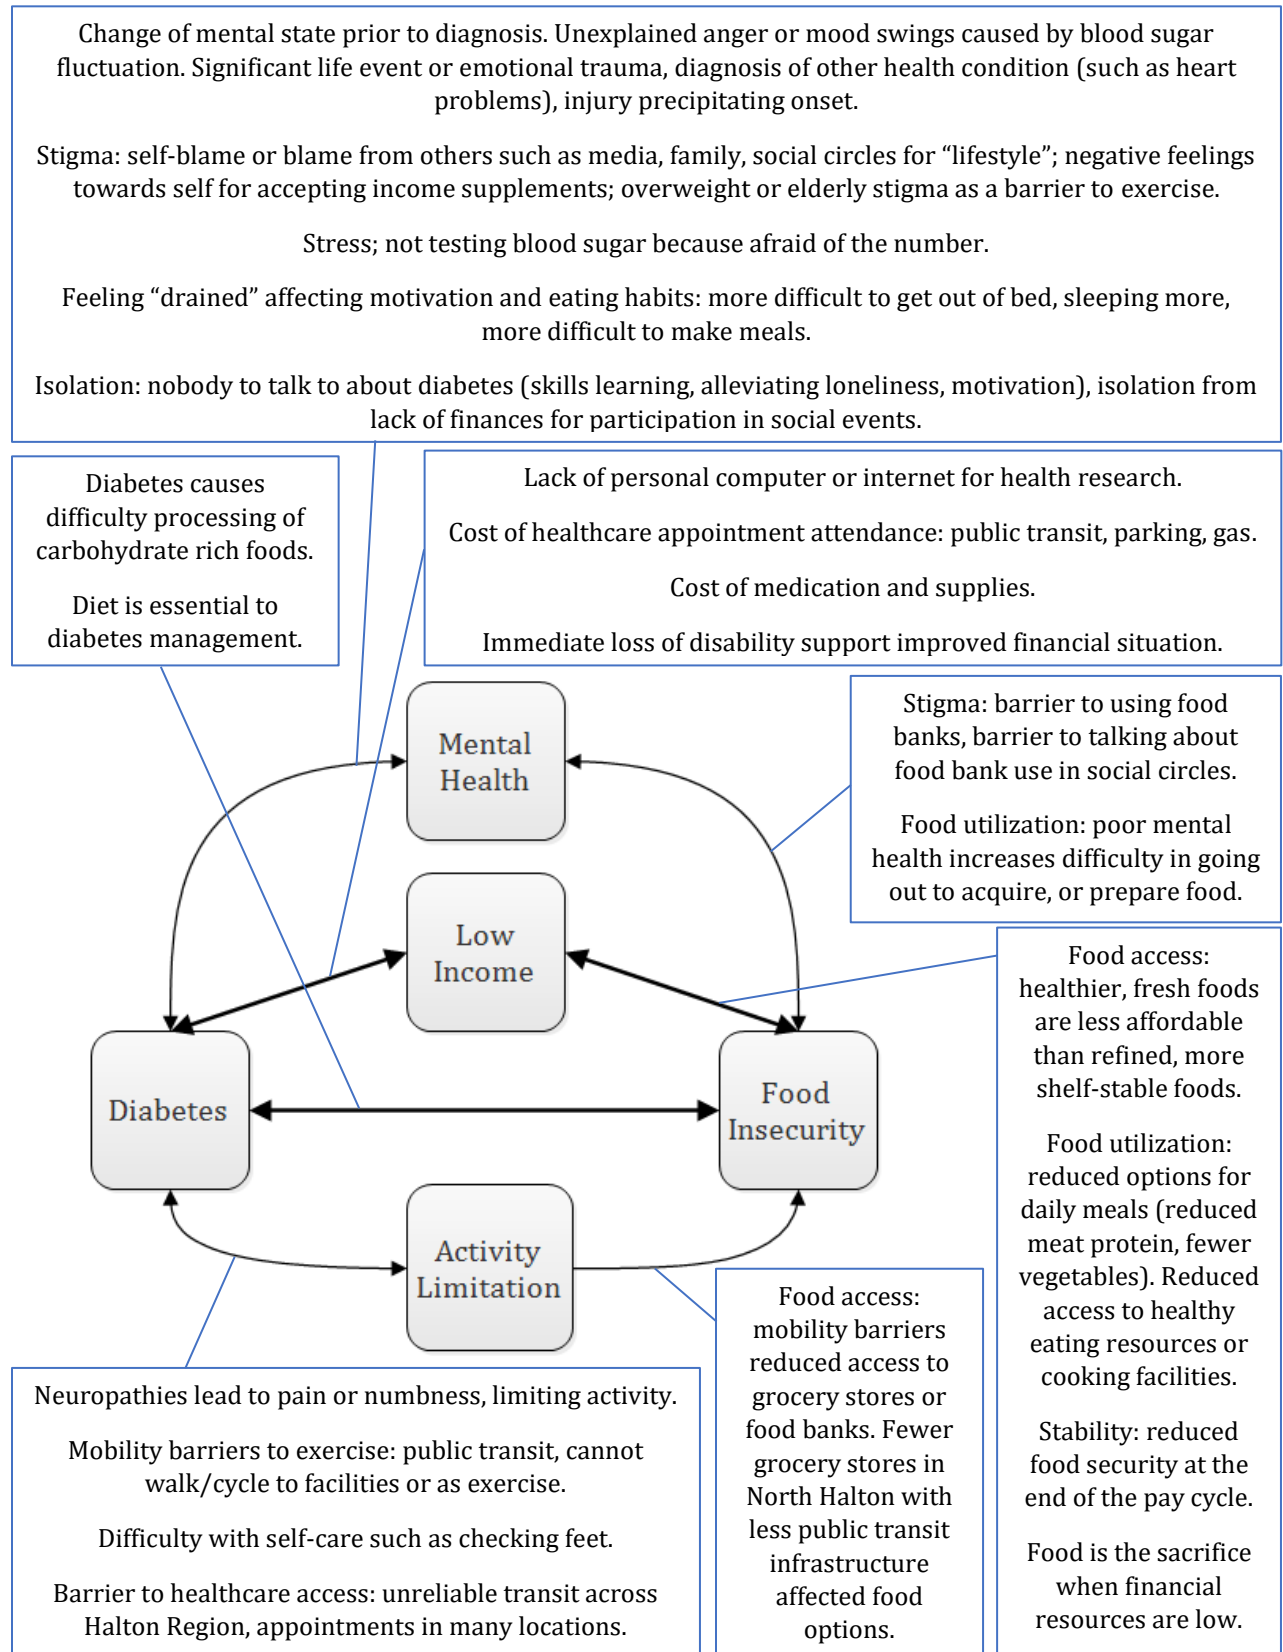 Change of mental state prior to diagnosis. Unexplained anger or mood swings caused by blood sugar
fluctuation. Significant life event or emotional trauma, diagnosis of other health condition (such as heart
problems), injury precipitating onset.
Stigma: self-blame or blame from others such as media, family, social circles for “lifestyle”; negative feelings
towards self for accepting income supplements; overweight or elderly stigma as a barrier to exercise.
Stress; not testing blood sugar because afraid of the number.
Feeling “drained” affecting motivation and eating habits: more difficult to get out of bed, sleeping more,
more difficult to make meals.
Isolation: nobody to talk to about diabetes (skills learning, alleviating loneliness, motivation), isolation from
lack of finances for participation in social events.
Diabetes causes
difficulty processing of
carbohydrate rich foods.
Diet is essential to
diabetes management.
Lack of personal computer or internet for health research.
Cost of healthcare appointment attendance: public transit, parking, gas.
Cost of medication and supplies.
Immediate loss of disability support improved financial situation.
Stigma: barrier to using food
banks, barrier to talking about
food bank use in social circles.
Food utilization: poor mental
health increases difficulty in going
out to acquire, or prepare food.
Mental
Health
Low
Income
Diabetes
Food
Insecurity
Activity
Limitation
Food access:
healthier, fresh foods
are less affordable
than refined, more
shelf-stable foods.
Food utilization:
reduced options for
daily meals (reduced
meat protein, fewer
vegetables). Reduced
access to healthy
eating resources or
cooking facilities.
Stability: reduced
food security at the
end of the pay cycle.
Food is the sacrifice
when financial
resources are low.
Food access:
mobility barriers
reduced access to
grocery stores or
food banks. Fewer
grocery stores in
North Halton with
less public transit
infrastructure
affected food
options.
Neuropathies lead to pain or numbness, limiting activity.
Mobility barriers to exercise: public transit, cannot
walk/cycle to facilities or as exercise.
Difficulty with self-care such as checking feet.
Barrier to healthcare access: unreliable transit across
Halton Region, appointments in many locations.